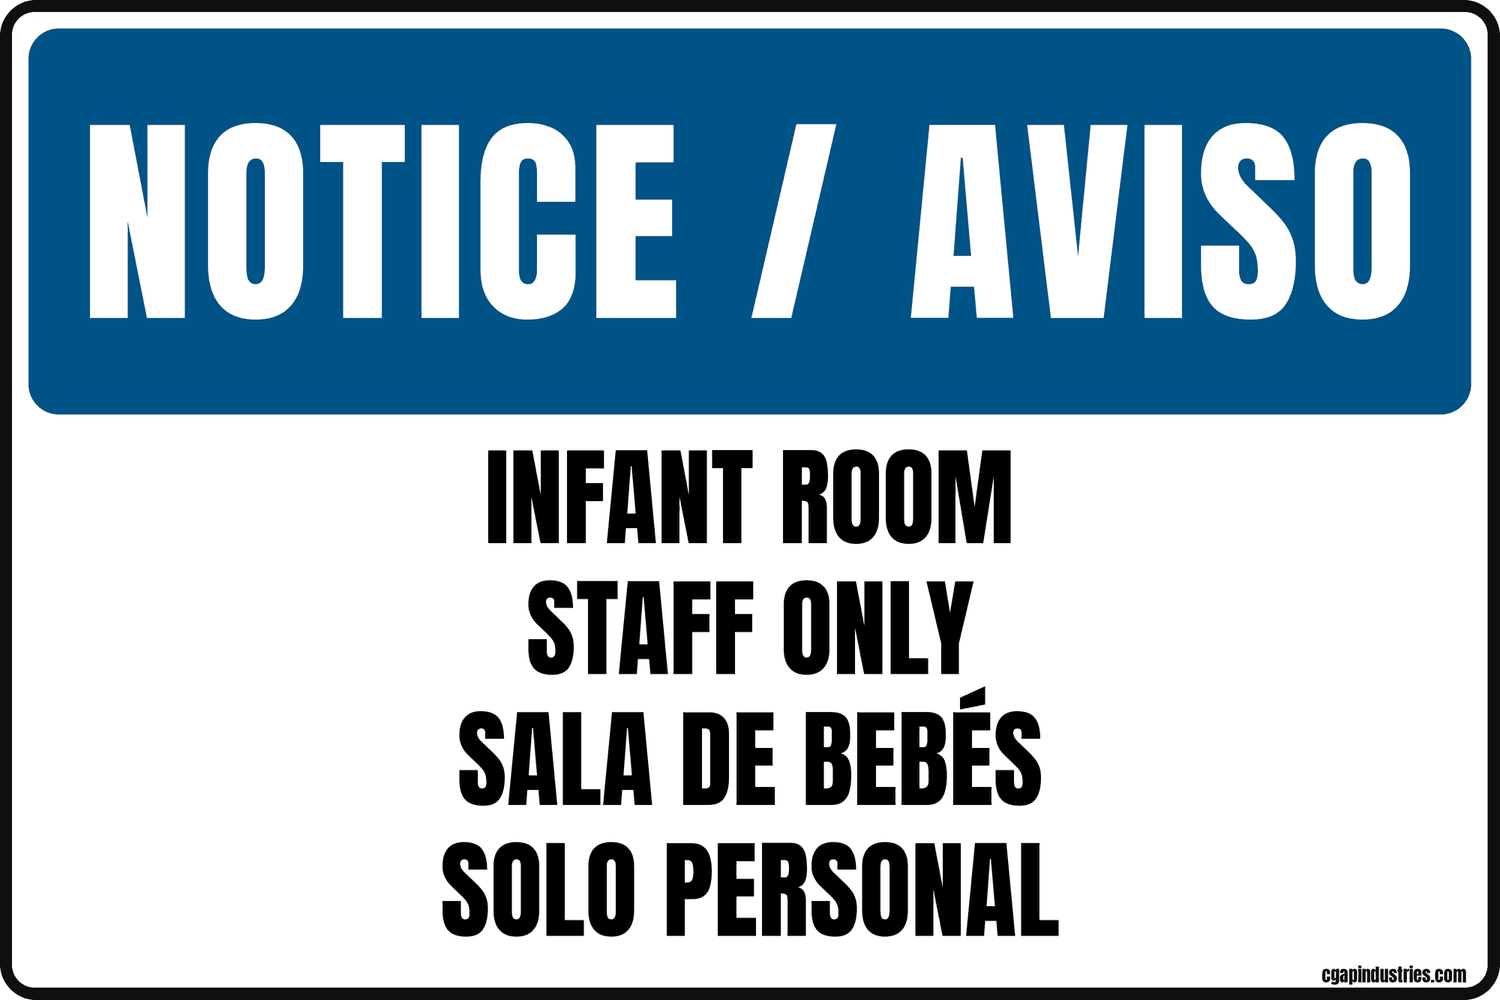 NOTICE / AVISO
INFANT ROOM
STAFF ONLY
SALA DE BEBÉS
SOLO PERSONAL
cgapindustries.com